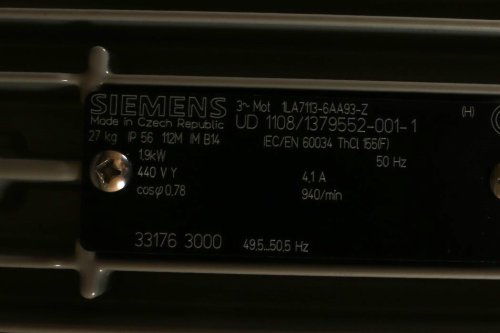 SIEMENS 3~ Mot 1LA7113-6AA93-Z (H)
Made in Czech Republic UD 1108/1379552-001-1
27 kg IP 56 112M IM B14 IEC/EN 60034 ThCl. 155(F)
1.9kW 50 Hz
440 V Y 4.1 A
cosφ 0.78 940/min
33176 3000 49.5...50.5 Hz